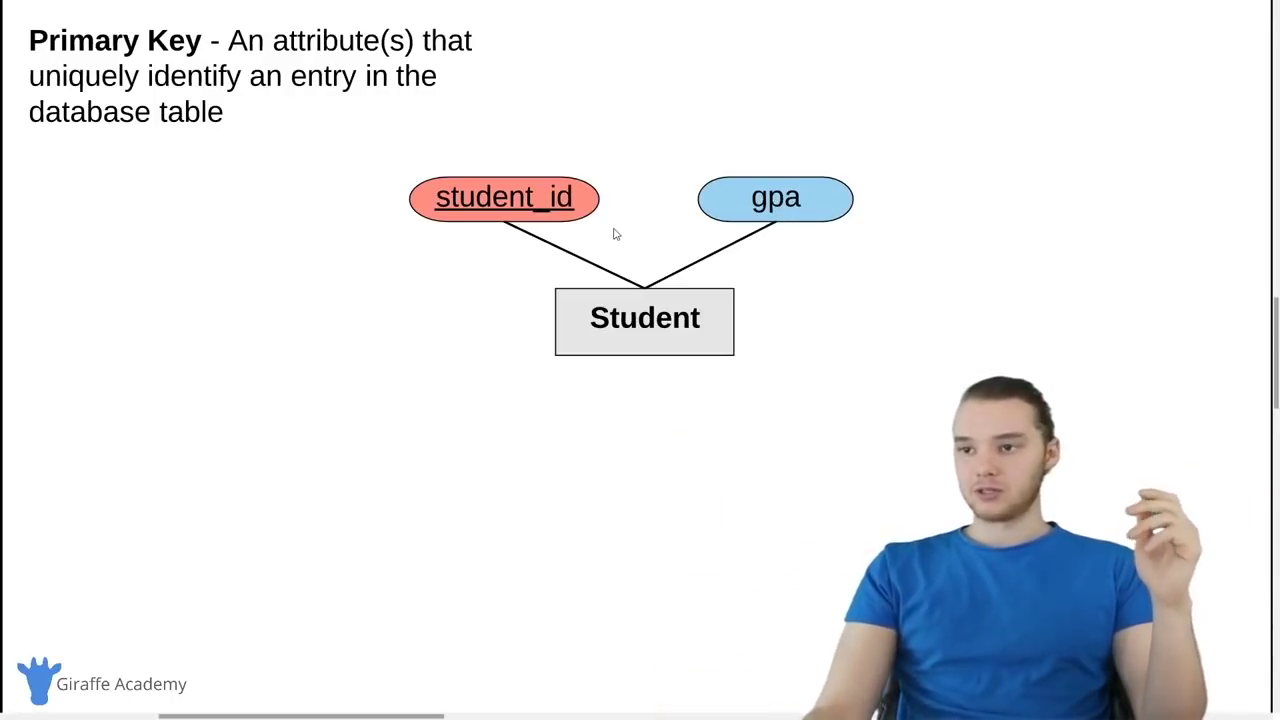 Primary Key - An attribute(s) that
uniquely identify an entry in the
database table
student_id
gpa
Student
Giraffe Academy